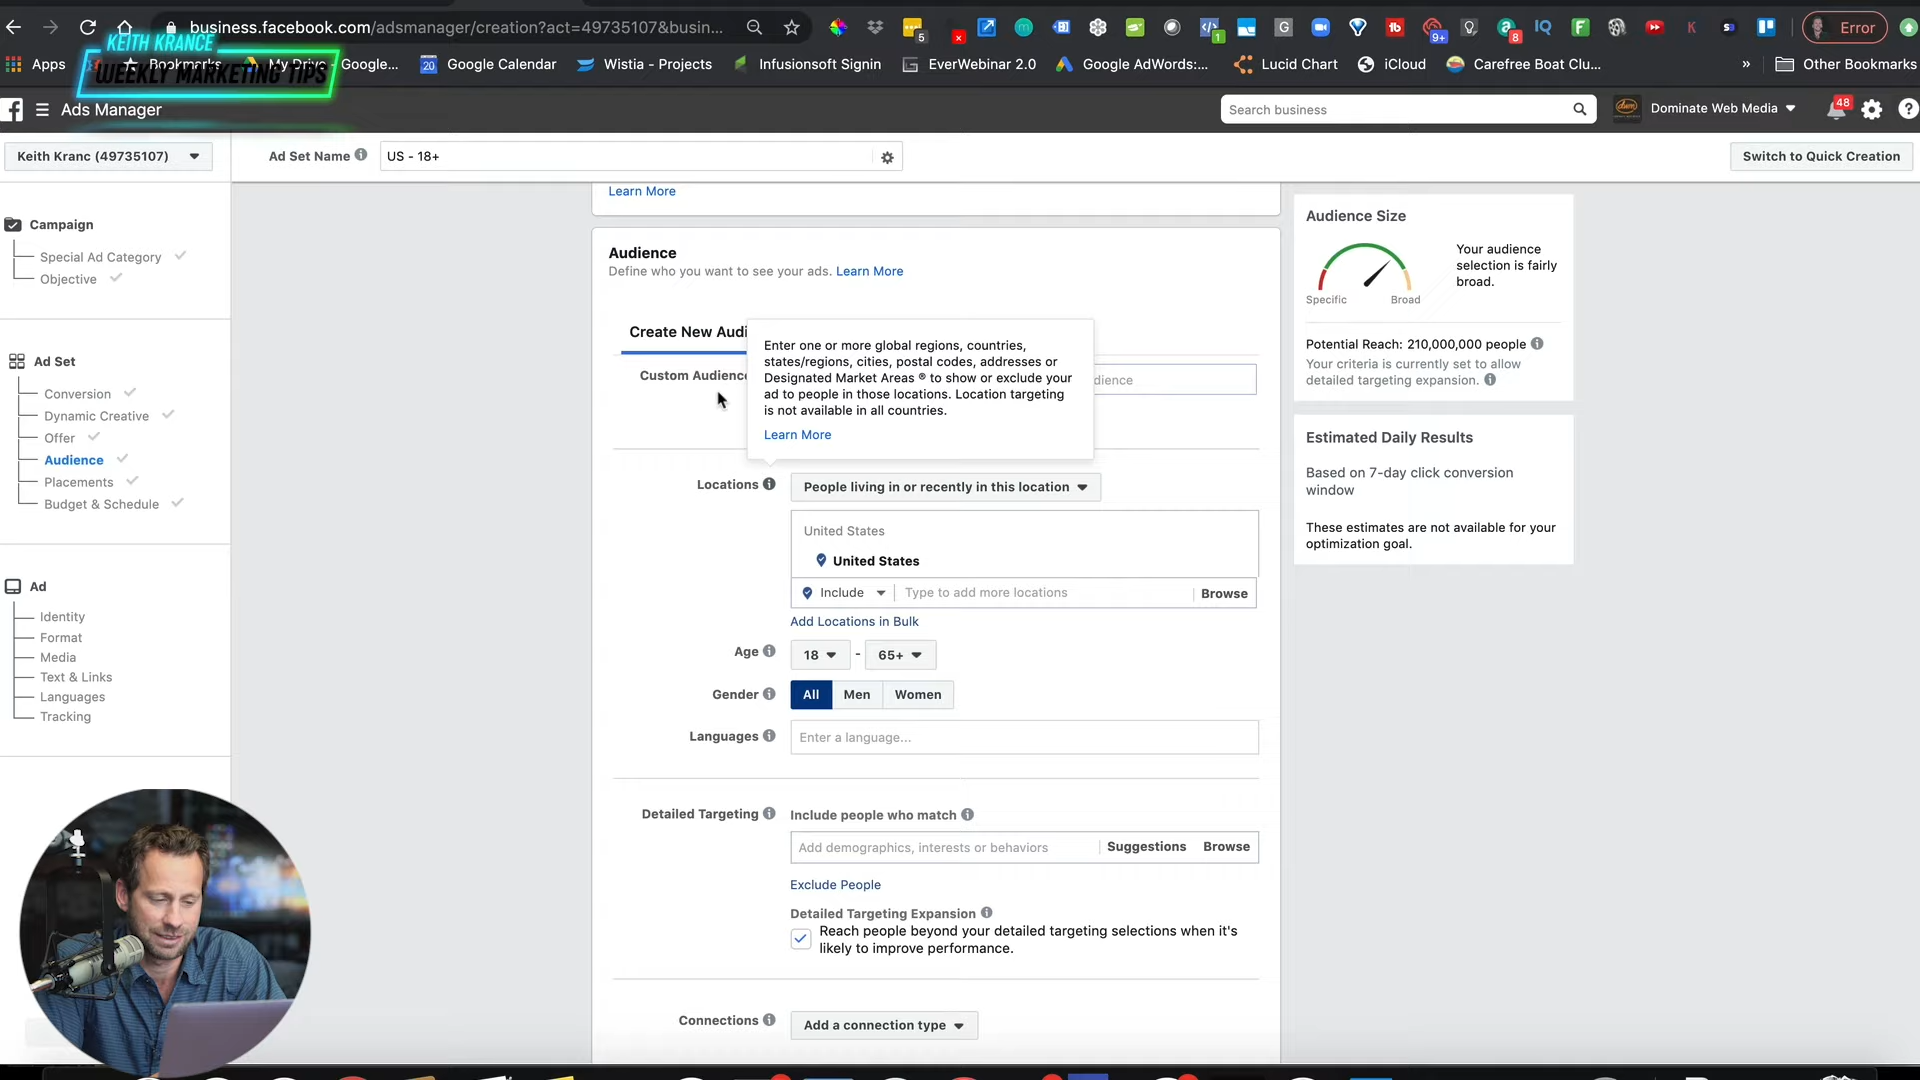 business.facebook.com/adsmanager/creation?act=49735107&busin...
5
1
G
9+
8
IQ
F
K
Error
KEITH KRANCE
WEEKLY MARKETING TIPS
Apps
Bookmarks
My Drive - Google...
20
Google Calendar
Wistia - Projects
Infusionsoft Signin
EverWebinar 2.0
Google AdWords:...
Lucid Chart
iCloud
Carefree Boat Clu...
»
Other Bookmarks
Ads Manager
Search business
Dominate Web Media
48
Keith Kranc (49735107)
Ad Set Name
US - 18+
Switch to Quick Creation
Campaign
Special Ad Category
Objective
Ad Set
Conversion
Dynamic Creative
Offer
Audience
Placements
Budget & Schedule
Ad
Identity
Format
Media
Text & Links
Languages
Tracking
Learn More
Audience
Define who you want to see your ads. Learn More
Create New Audi
Custom Audience
dience
Enter one or more global regions, countries,
states/regions, cities, postal codes, addresses or
Designated Market Areas ® to show or exclude your
ad to people in those locations. Location targeting
is not available in all countries.
Learn More
Locations
People living in or recently in this location
United States
United States
Include
Type to add more locations
Browse
Add Locations in Bulk
Age
18 - 65+
Gender
All Men Women
Languages
Enter a language...
Detailed Targeting
Include people who match
Add demographics, interests or behaviors
Suggestions
Browse
Exclude People
Detailed Targeting Expansion
Reach people beyond your detailed targeting selections when it's
likely to improve performance.
Connections
Add a connection type
Audience Size
Specific
Broad
Your audience
selection is fairly
broad.
Potential Reach: 210,000,000 people
Your criteria is currently set to allow
detailed targeting expansion.
Estimated Daily Results
Based on 7-day click conversion
window
These estimates are not available for your
optimization goal.